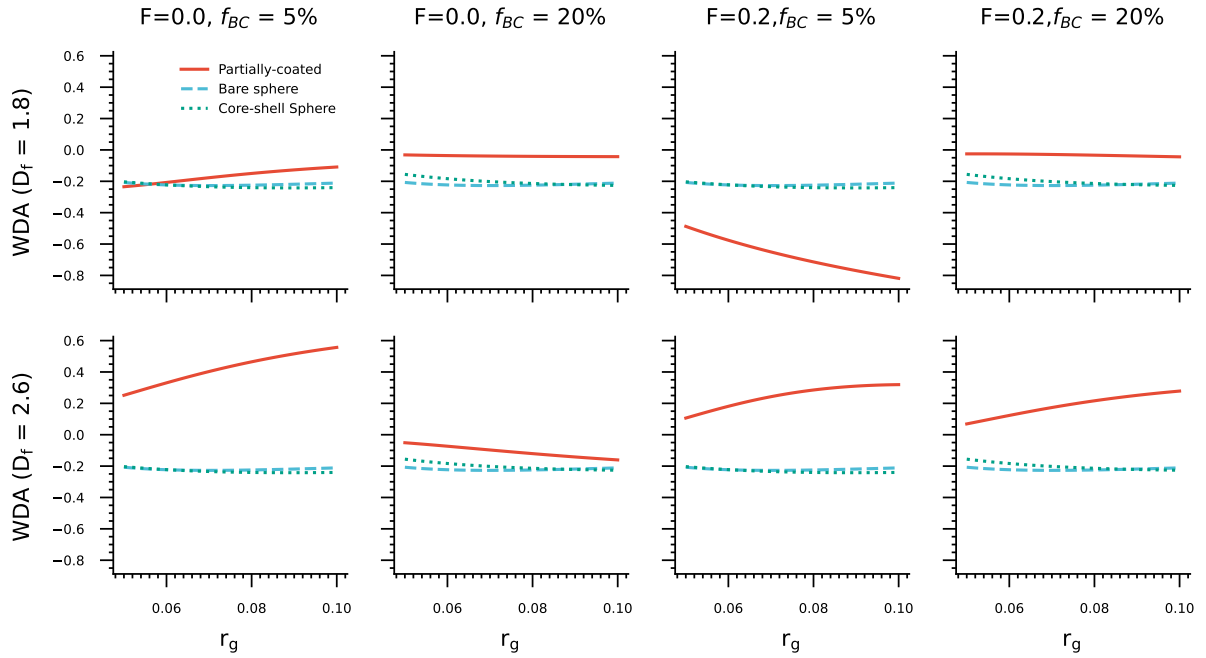 F=0.0, f_BC = 5%
F=0.0, f_BC = 20%
F=0.2,f_BC = 5%
F=0.2,f_BC = 20%
WDA (D_f = 1.8)
0.6
0.4
0.2
0.0
−0.2
−0.4
−0.6
−0.8
Partially-coated
Bare sphere
Core-shell Sphere
WDA (D_f = 2.6)
0.6
0.4
0.2
0.0
−0.2
−0.4
−0.6
−0.8
0.06 0.08 0.10
0.06 0.08 0.10
0.06 0.08 0.10
0.06 0.08 0.10
r_g
r_g
r_g
r_g